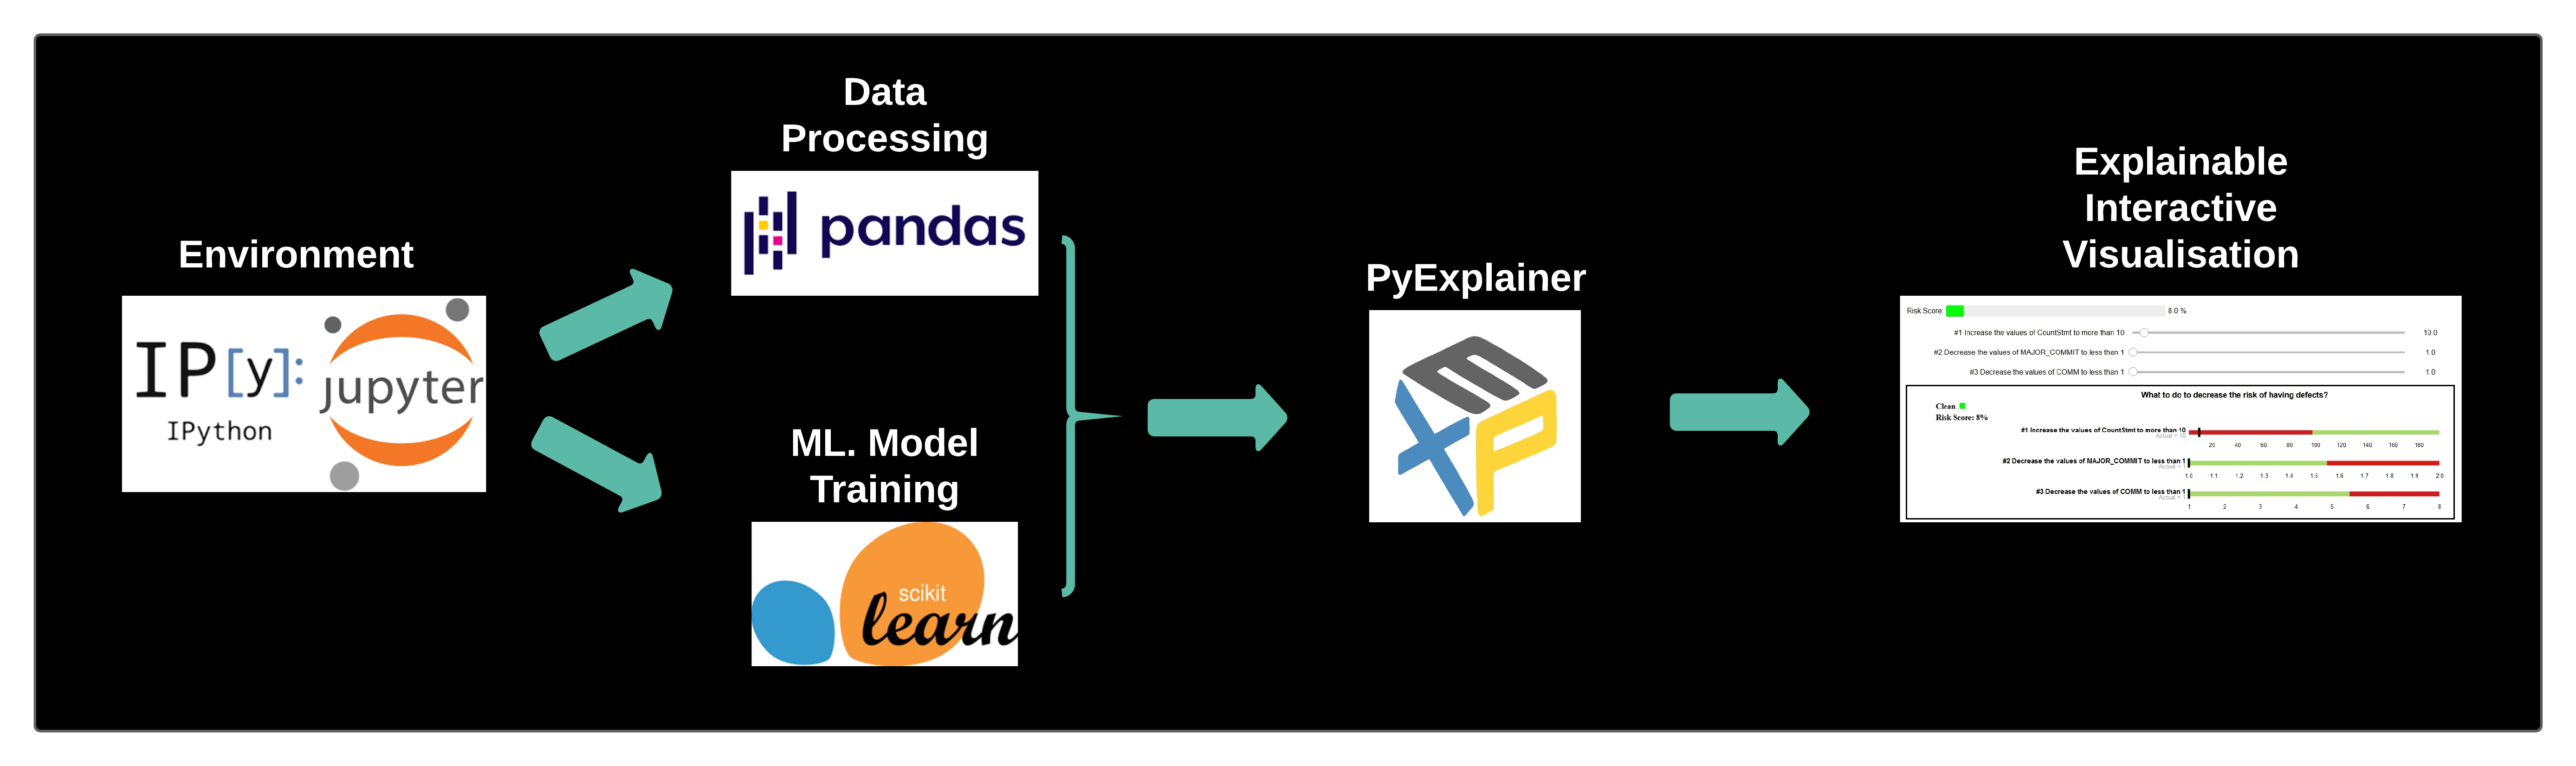 Environment
IP[y]:
IPython
jupyter
Data
Processing
pandas
ML. Model
Training
scikit
learn
PyExplainer
EXP
Explainable
Interactive
Visualisation
Risk Score: 8.0 %
#1 Increase the values of CountStmt to more than 10 10.0
#2 Decrease the values of MAJOR_COMMIT to less than 1 1.0
#3 Decrease the values of COMM to less than 1 1.0
What to do to decrease the risk of having defects?
Clean
Risk Score: 8%
#1 Increase the values of CountStmt to more than 10
Actual = 10
20 40 60 80 100 120 140 160 180
#2 Decrease the values of MAJOR_COMMIT to less than 1
Actual = 1
1.0 1.1 1.2 1.3 1.4 1.5 1.6 1.7 1.8 1.9 2.0
#3 Decrease the values of COMM to less than 1
Actual = 1
1 2 3 4 5 6 7 8